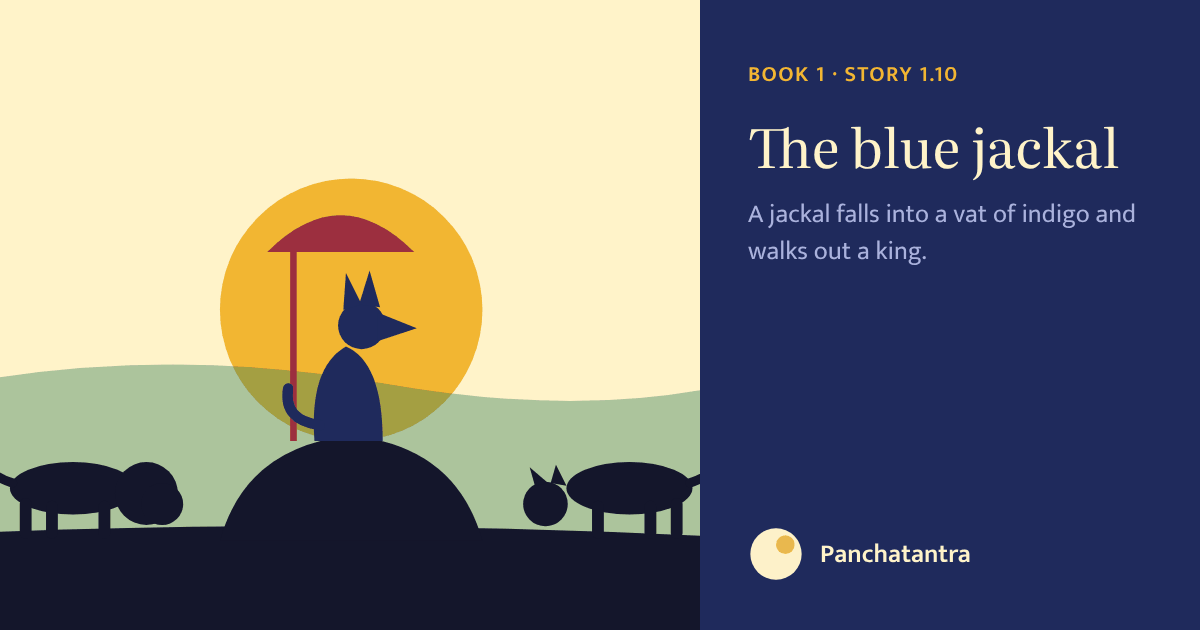 BOOK 1 · STORY 1.10
The blue jackal
A jackal falls into a vat of indigo and
walks out a king.
Panchatantra